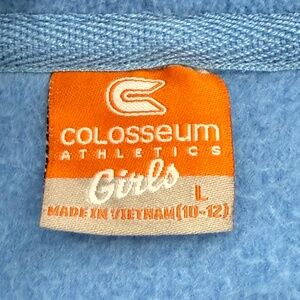 COLOSSEUM
ATHLETICS
Girls
L
MADE IN VIETNAM(10-12)